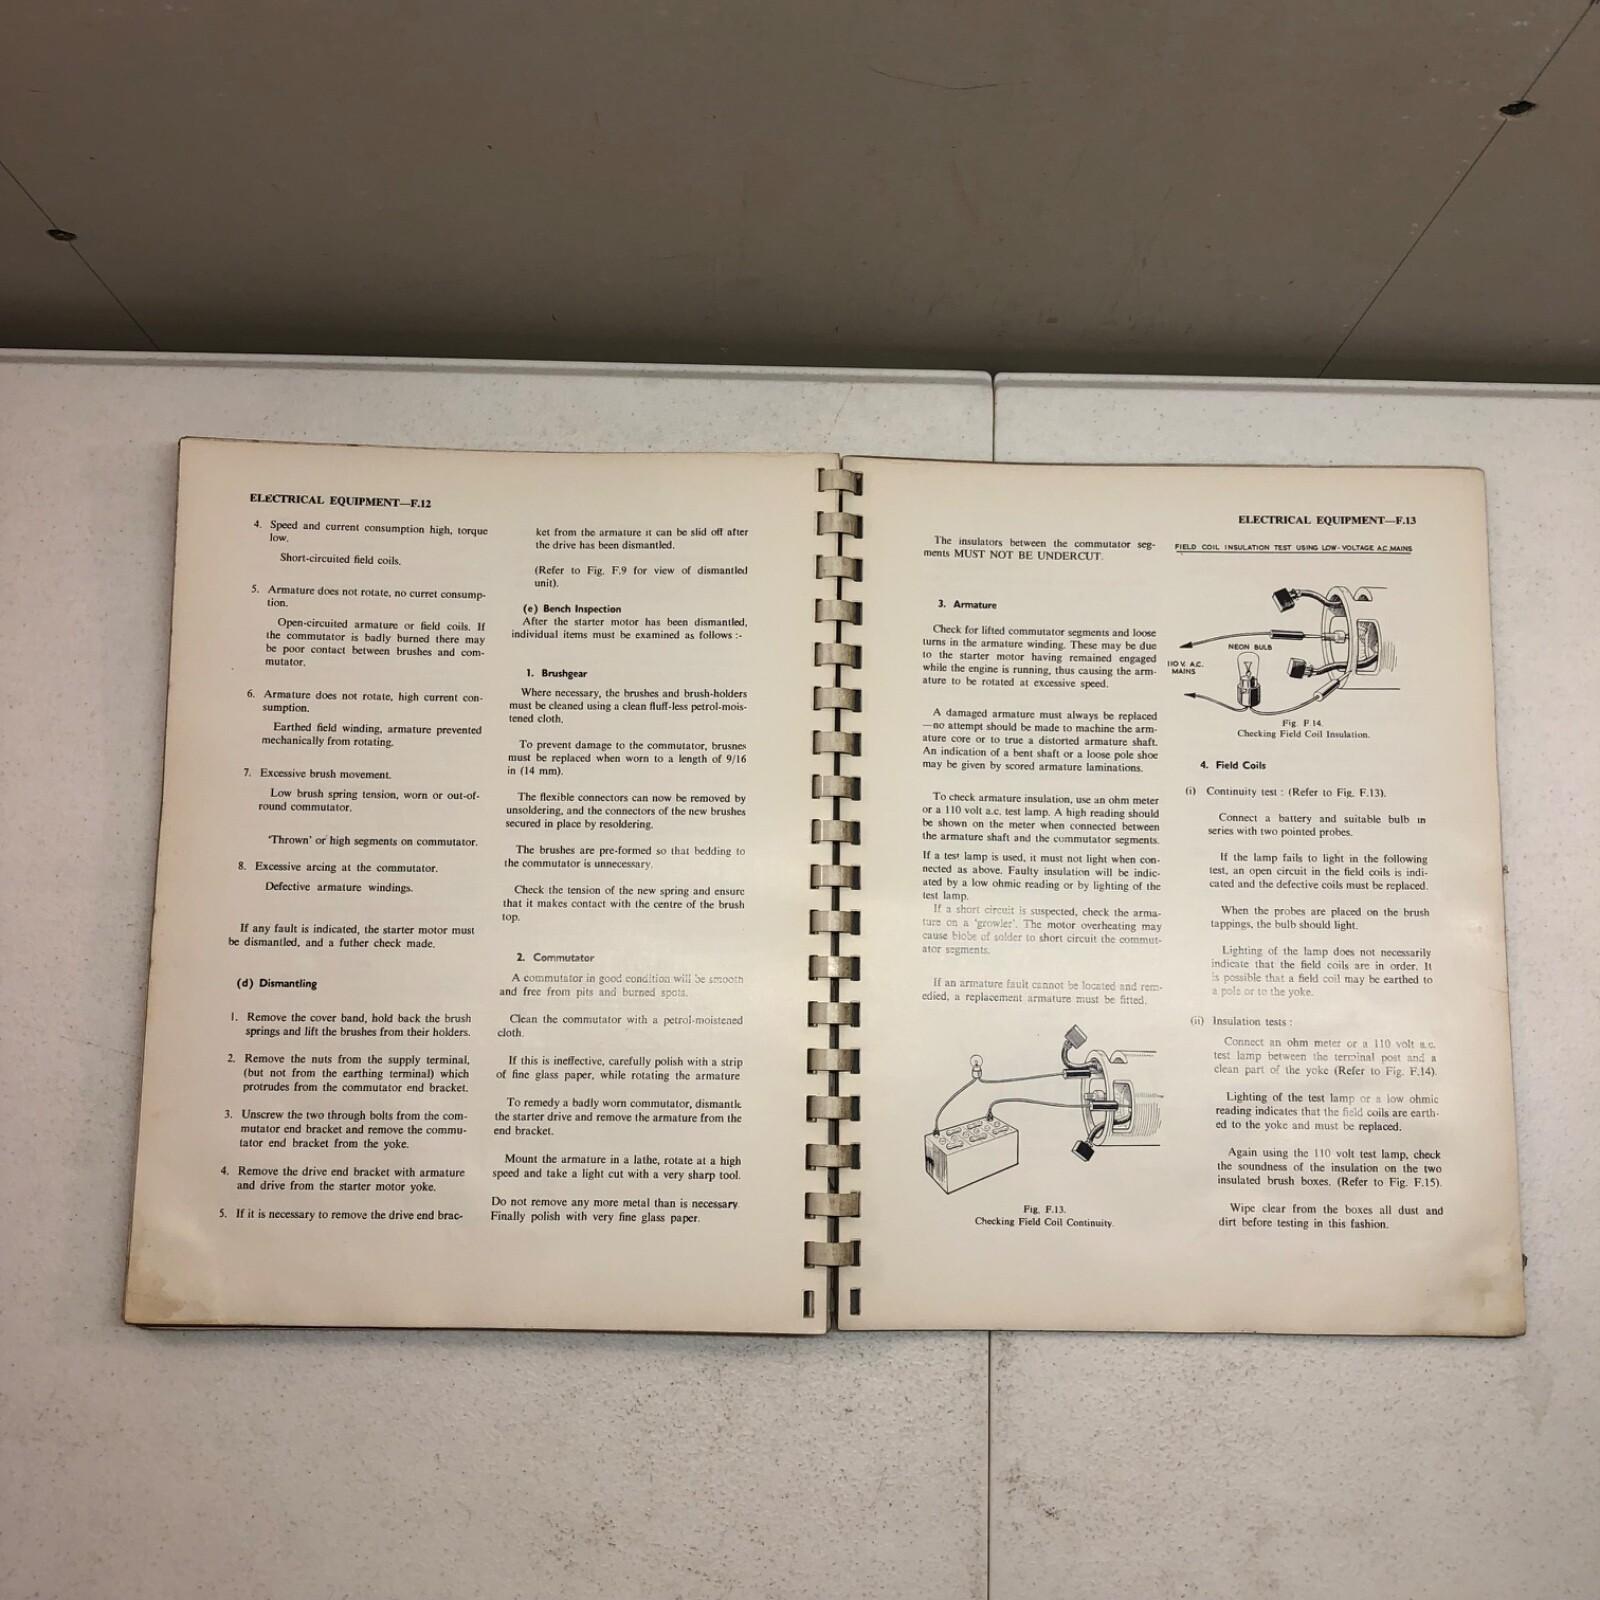 ELECTRICAL EQUIPMENT—F.12
4. Speed and current consumption high, torque
low.
Short-circuited field coils.
5. Armature does not rotate, no curret consump-
tion.
Open-circuited armature or field coils. If
the commutator is badly burned there may
be poor contact between brushes and com-
mutator.
6. Armature does not rotate, high current con-
sumption.
Earthed field winding, armature prevented
mechanically from rotating.
7. Excessive brush movement.
Low brush spring tension, worn or out-of-
round commutator.
'Thrown' or high segments on commutator.
8. Excessive arcing at the commutator.
Defective armature windings.
If any fault is indicated, the starter motor must
be dismantled, and a futher check made.
(d) Dismantling
1. Remove the cover band, hold back the brush
springs and lift the brushes from their holders.
2. Remove the nuts from the supply terminal,
(but not from the earthing terminal) which
protrudes from the commutator end bracket.
3. Unscrew the two through bolts from the com-
mutator end bracket and remove the commu-
tator end bracket from the yoke.
4. Remove the drive end bracket with armature
and drive from the starter motor yoke.
5. If it is necessary to remove the drive end brac-
ket from the armature it can be slid off after
the drive has been dismantled.
(Refer to Fig. F.9 for view of dismantled
unit).
(e) Bench Inspection
After the starter motor has been dismantled,
individual items must be examined as follows :-
1. Brushgear
Where necessary, the brushes and brush-holders
must be cleaned using a clean fluff-less petrol-mois-
tened cloth.
To prevent damage to the commutator, brusnes
must be replaced when worn to a length of 9/16
in (14 mm).
The flexible connectors can now be removed by
unsoldering, and the connectors of the new brushes
secured in place by resoldering.
The brushes are pre-formed so that bedding to
the commutator is unnecessary.
Check the tension of the new spring and ensure
that it makes contact with the centre of the brush
top.
2. Commutator
A commutator in good condition will be smooth
and free from pits and burned spots.
Clean the commutator with a petrol-moistened
cloth.
If this is ineffective, carefully polish with a strip
of fine glass paper, while rotating the armature
To remedy a badly worn commutator, dismantle
the starter drive and remove the armature from the
end bracket.
Mount the armature in a lathe, rotate at a high
speed and take a light cut with a very sharp tool.
Do not remove any more metal than is necessary
Finally polish with very fine glass paper.
ELECTRICAL EQUIPMENT—F.13
The insulators between the commutator seg-
ments MUST NOT BE UNDERCUT.
3. Armature
Check for lifted commutator segments and loose
turns in the armature winding. These may be due
to the starter motor having remained engaged
while the engine is running, thus causing the arm-
ature to be rotated at excessive speed.
A damaged armature must always be replaced
—no attempt should be made to machine the arm-
ature core or to true a distorted armature shaft.
An indication of a bent shaft or a loose pole shoe
may be given by scored armature laminations.
To check armature insulation, use an ohm meter
or a 110 volt a.c. test lamp. A high reading should
be shown on the meter when connected between
the armature shaft and the commutator segments.
If a test lamp is used, it must not light when con-
nected as above. Faulty insulation will be indic-
ated by a low ohmic reading or by lighting of the
test lamp.
If a short circuit is suspected, check the arma-
ture on a 'growler'. The motor overheating may
cause blobs of solder to short circuit the commut-
ator segments.
If an armature fault cannot be located and rem-
edied, a replacement armature must be fitted.
Fig. F.13.
Checking Field Coil Continuity.
FIELD COIL INSULATION TEST USING LOW-VOLTAGE A.C. MAINS
NEON BULB
110 V. A.C.
MAINS
Fig. F.14.
Checking Field Coil Insulation.
4. Field Coils
(i) Continuity test : (Refer to Fig. F.13).
Connect a battery and suitable bulb in
series with two pointed probes.
If the lamp fails to light in the following
test, an open circuit in the field coils is indi-
cated and the defective coils must be replaced.
When the probes are placed on the brush
tappings, the bulb should light.
Lighting of the lamp does not necessarily
indicate that the field coils are in order. It
is possible that a field coil may be earthed to
a pole or to the yoke.
(ii) Insulation tests :
Connect an ohm meter or a 110 volt a.c.
test lamp between the terminal post and a
clean part of the yoke (Refer to Fig. F.14).
Lighting of the test lamp or a low ohmic
reading indicates that the field coils are earth-
ed to the yoke and must be replaced.
Again using the 110 volt test lamp, check
the soundness of the insulation on the two
insulated brush boxes. (Refer to Fig. F.15).
Wipe clear from the boxes all dust and
dirt before testing in this fashion.